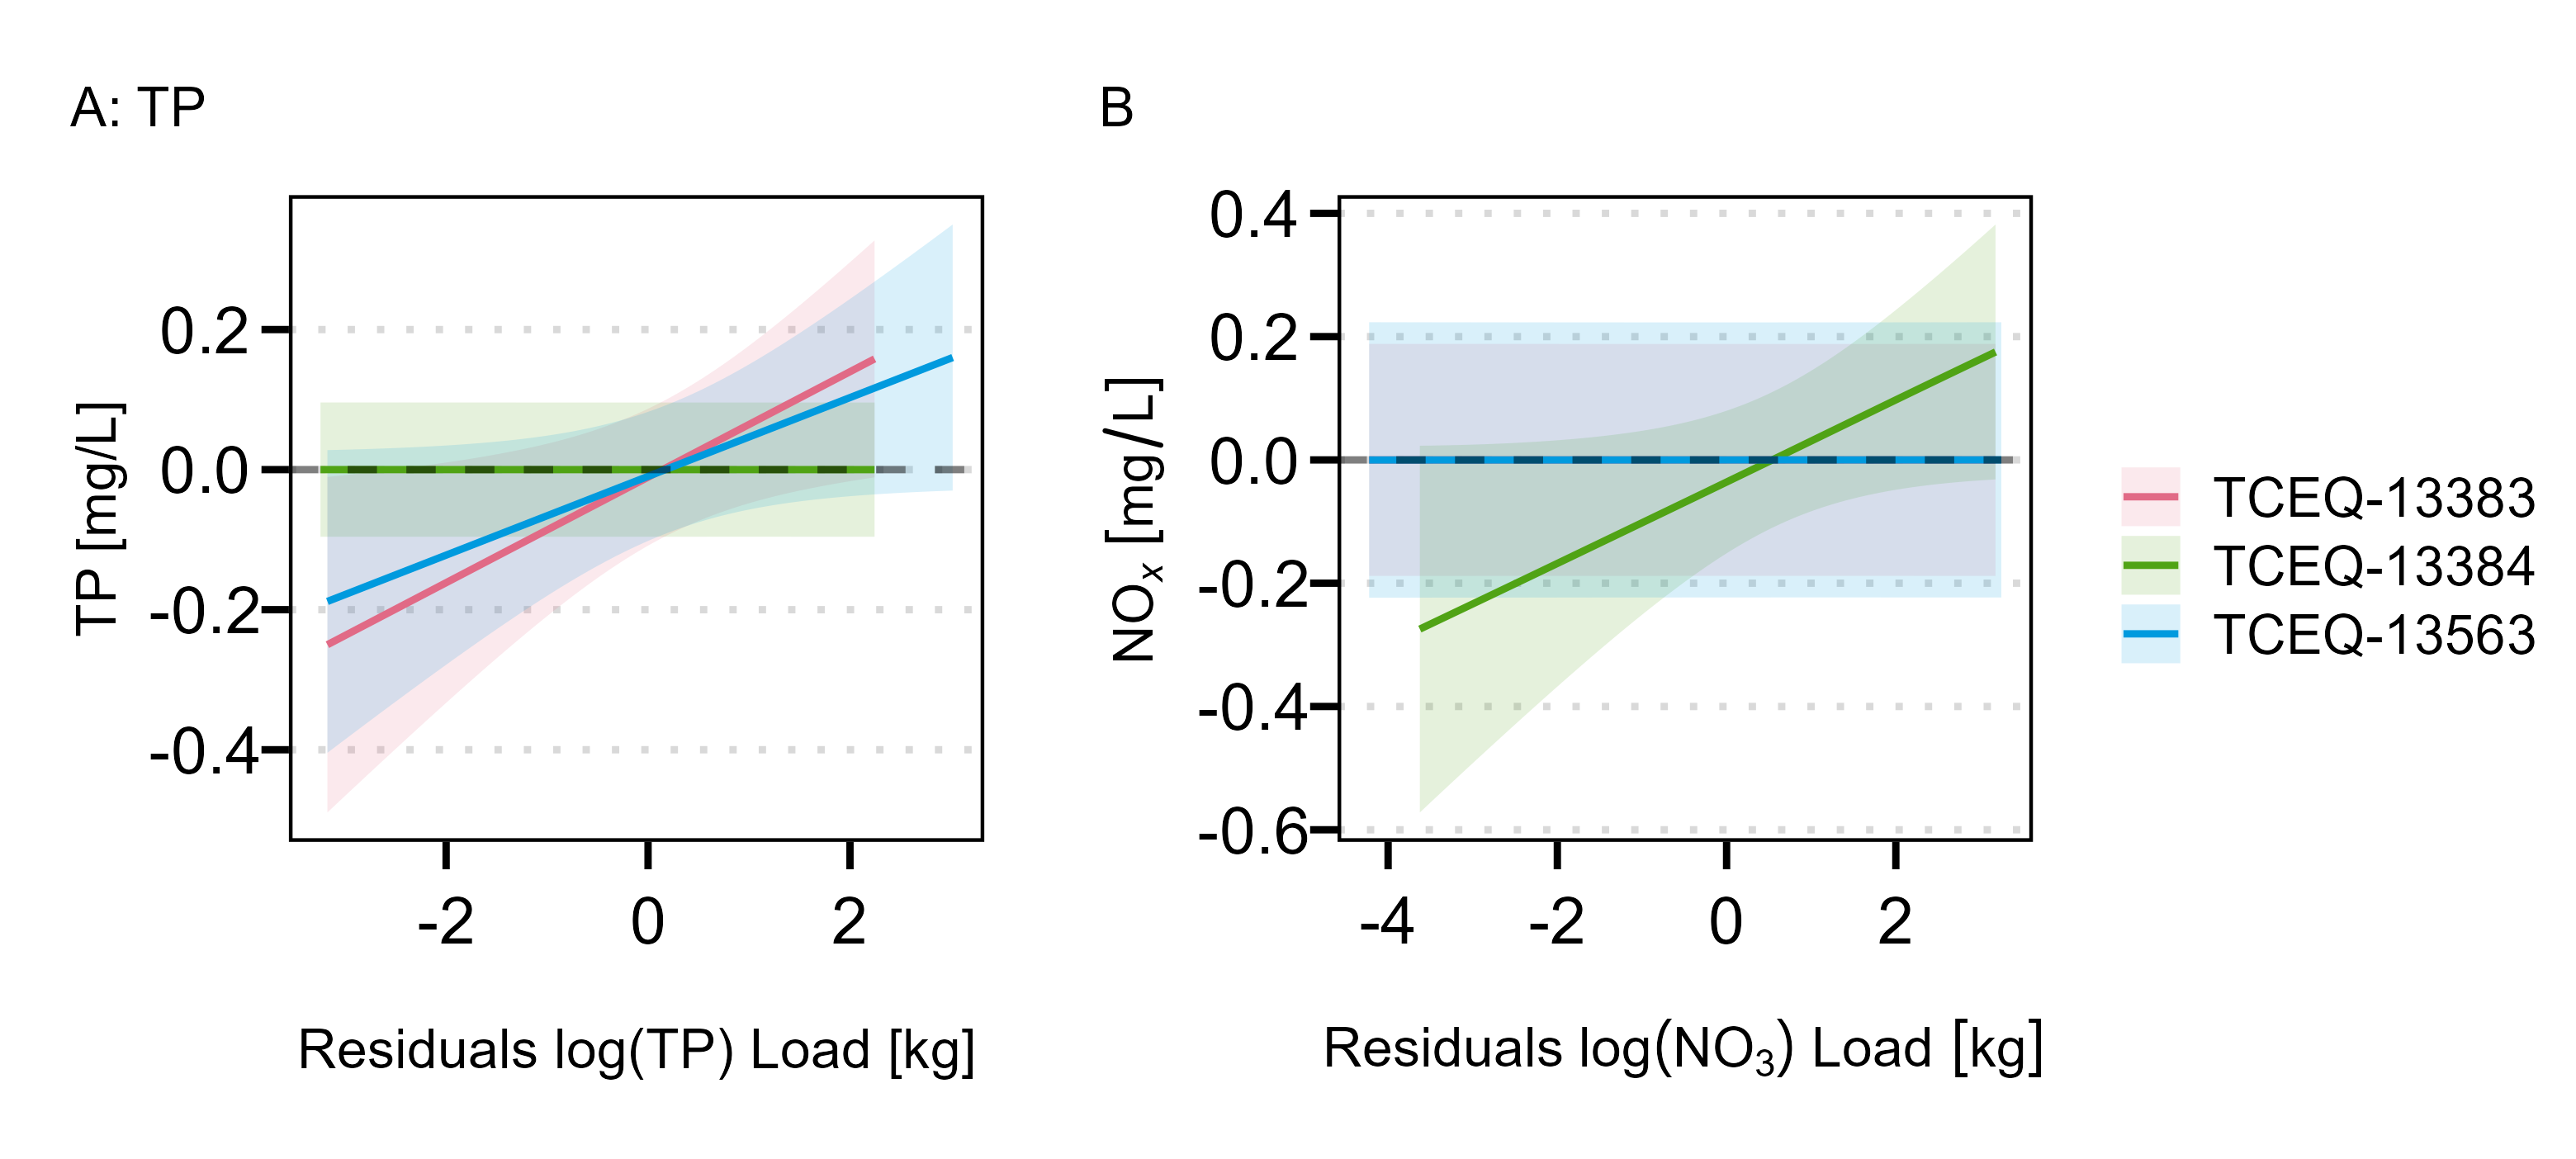 A: TP
B
0.2
0.0
-0.2
-0.4
TP [mg/L]
-2 0 2
Residuals log(TP) Load [kg]
0.4
0.2
0.0
-0.2
-0.4
-0.6
NOₓ [mg/L]
-4 -2 0 2
Residuals log(NO₃) Load [kg]
TCEQ-13383
TCEQ-13384
TCEQ-13563